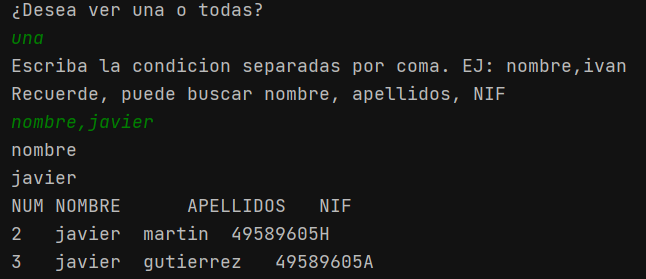 ¿Desea ver una o todas?
una
Escriba la condicion separadas por coma. EJ: nombre,ivan
Recuerde, puede buscar nombre, apellidos, NIF
nombre,javier
nombre
javier
NUM NOMBRE      APELLIDOS   NIF
2   javier  martin  49589605H
3   javier  gutierrez   49589605A